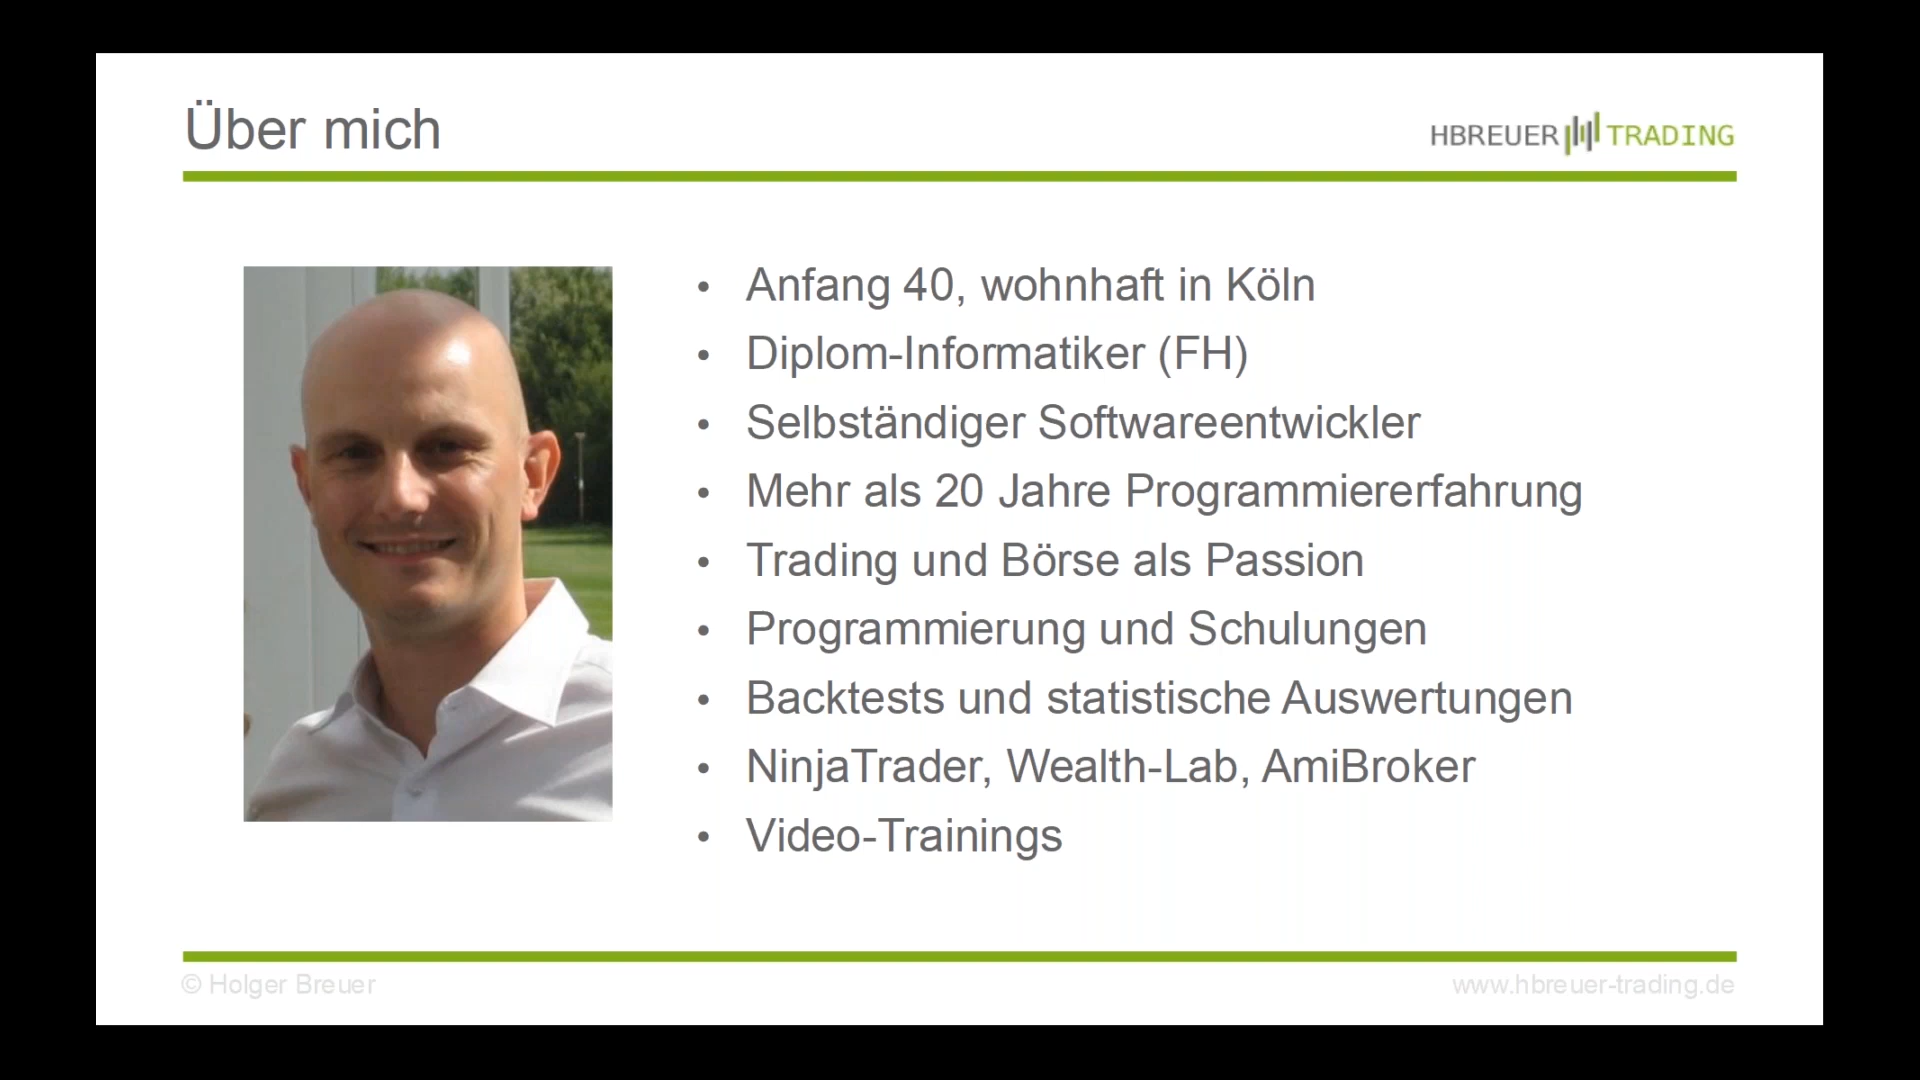 Über mich
HBREUER TRADING
• Anfang 40, wohnhaft in Köln
• Diplom-Informatiker (FH)
• Selbständiger Softwareentwickler
• Mehr als 20 Jahre Programmiererfahrung
• Trading und Börse als Passion
• Programmierung und Schulungen
• Backtests und statistische Auswertungen
• NinjaTrader, Wealth-Lab, AmiBroker
• Video-Trainings
© Holger Breuer
www.hbreuer-trading.de